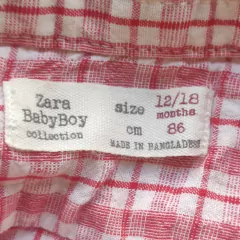 Zara
BabyBoy
collection
size 12/18
months
cm 86
MADE IN BANGLADESH